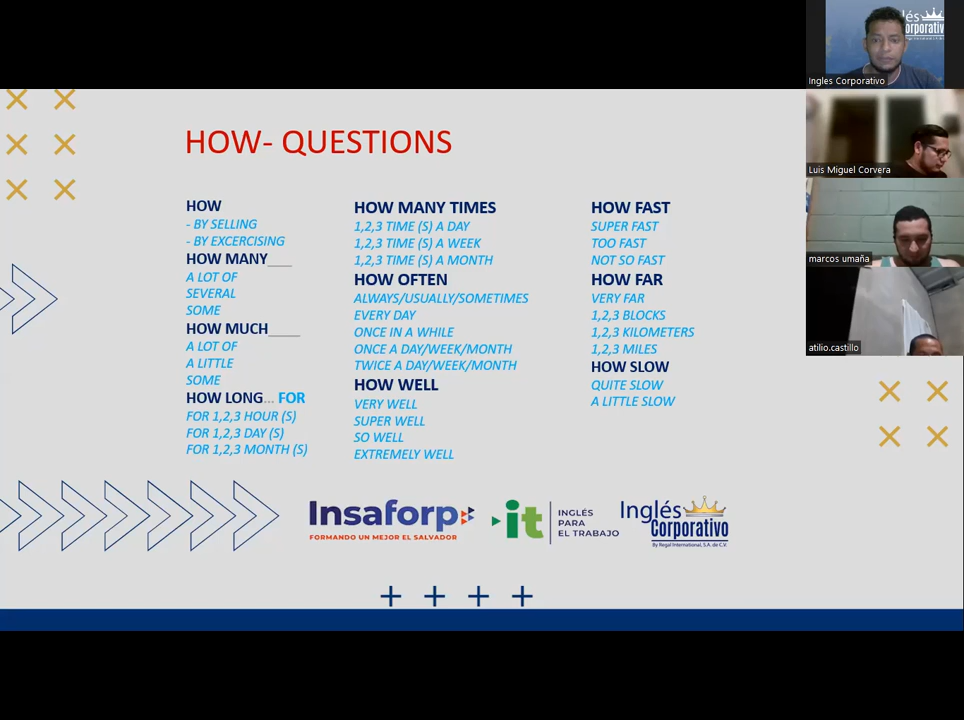 HOW- QUESTIONS
HOW
- BY SELLING
- BY EXCERCISING
HOW MANY___
A LOT OF
SEVERAL
SOME
HOW MUCH____
A LOT OF
A LITTLE
SOME
HOW LONG... FOR
FOR 1,2,3 HOUR (S)
FOR 1,2,3 DAY (S)
FOR 1,2,3 MONTH (S)
HOW MANY TIMES
1,2,3 TIME (S) A DAY
1,2,3 TIME (S) A WEEK
1,2,3 TIME (S) A MONTH
HOW OFTEN
ALWAYS/USUALLY/SOMETIMES
EVERY DAY
ONCE IN A WHILE
ONCE A DAY/WEEK/MONTH
TWICE A DAY/WEEK/MONTH
HOW WELL
VERY WELL
SUPER WELL
SO WELL
EXTREMELY WELL
HOW FAST
SUPER FAST
TOO FAST
NOT SO FAST
HOW FAR
VERY FAR
1,2,3 BLOCKS
1,2,3 KILOMETERS
1,2,3 MILES
HOW SLOW
QUITE SLOW
A LITTLE SLOW
Insaforp
FORMANDO UN MEJOR EL SALVADOR
it
INGLÉS
PARA
EL TRABAJO
Inglés
Corporativo
By Regal International, S.A. de C.V.
Ingles Corporativo
Luis Miguel Corvera
marcos umaña
atilio.castillo